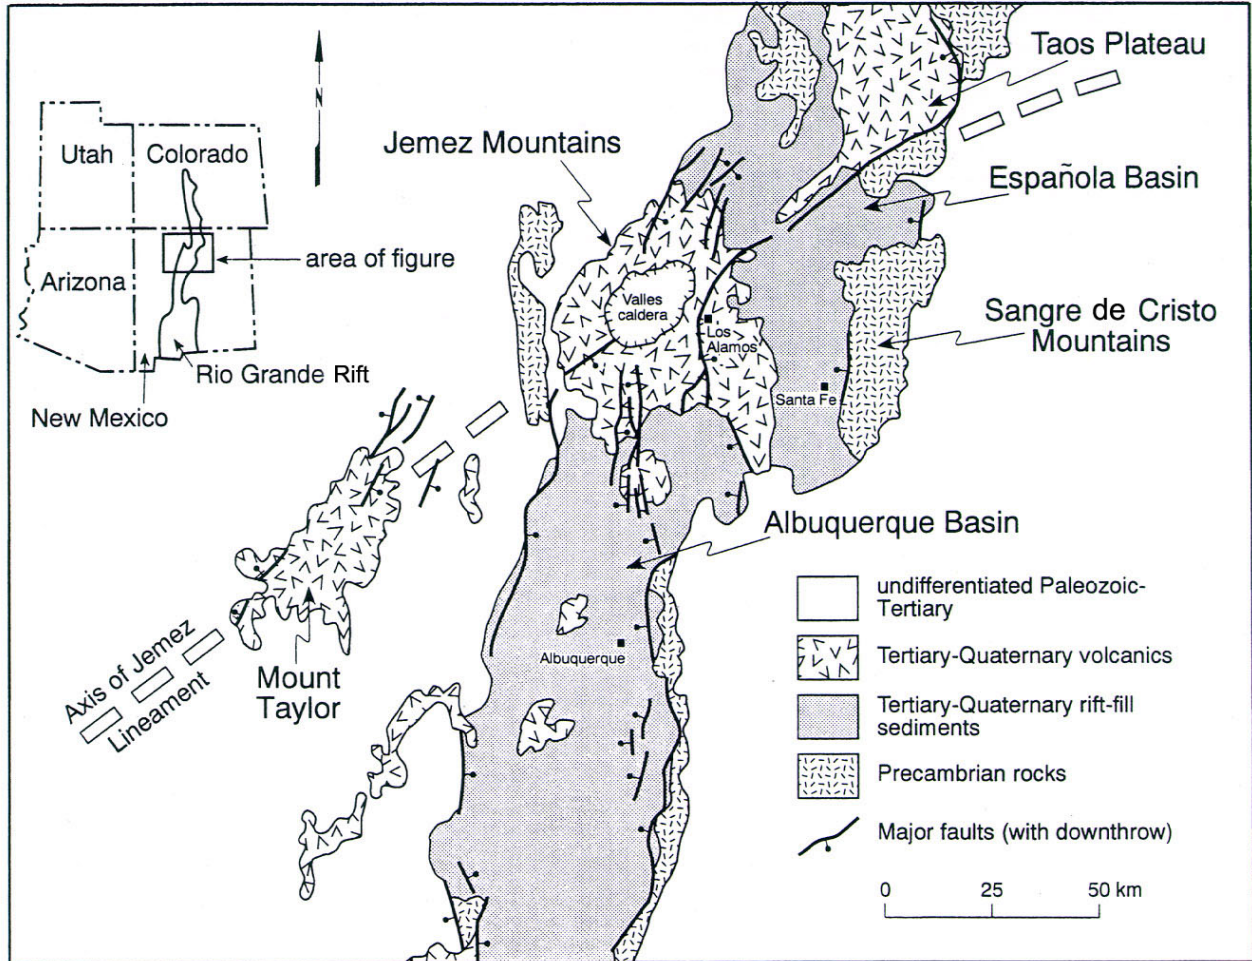 Taos Plateau
N
Jemez Mountains
Utah
Colorado
Española Basin
area of figure
Arizona
Valles
caldera
Los
Alamos
Sangre de Cristo
Mountains
Rio Grande Rift
New Mexico
Santa Fe
Albuquerque Basin
undifferentiated Paleozoic-
Tertiary
Axis of Jemez
Lineament
Mount
Taylor
Albuquerque
Tertiary-Quaternary volcanics
Tertiary-Quaternary rift-fill
sediments
Precambrian rocks
Major faults (with downthrow)
0 25 50 km